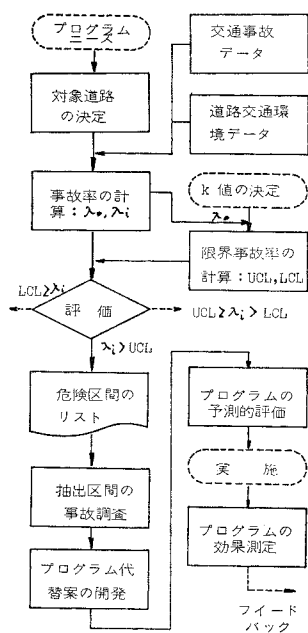 プログラム
ニーズ
交通事故
データ
対象道路
の決定
道路交通環
境データ
事故率の計
算：λ₀,λi
k 値の決定
λ₀
限界事故率の
計算：UCL,LCL
LCL≧λi
評 価
UCL≧λi＞LCL
λi＞UCL
危険区間の
リスト
プログラムの
予測的評価
抽出区間の
事故調査
実 施
プログラム代
替案の開発
プログラムの
効果測定
フイード
バック